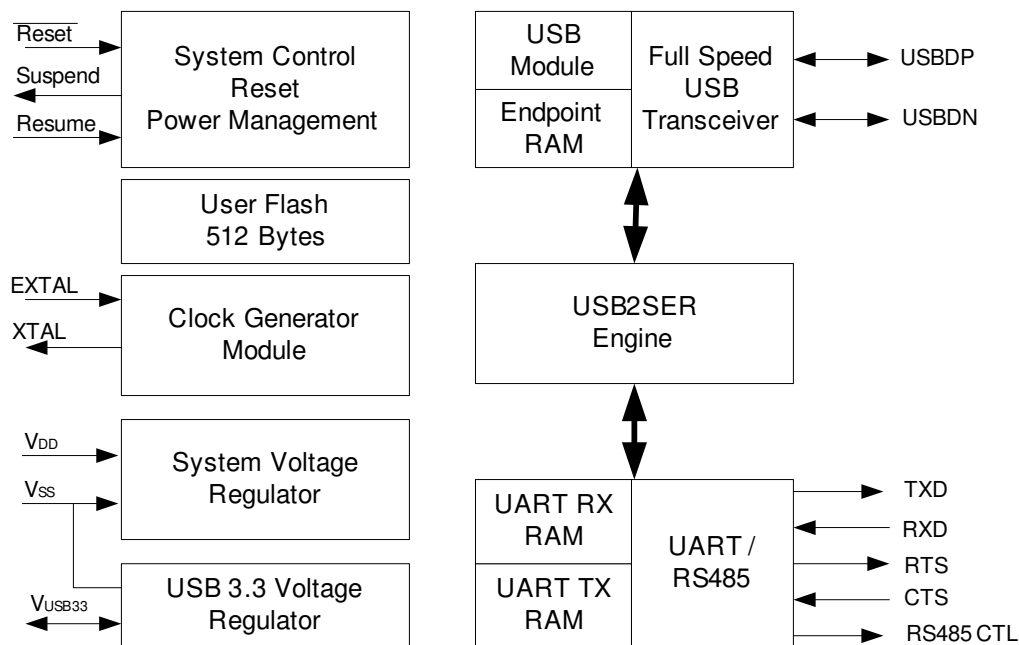 Reset
Suspend
Resume
System Control
Reset
Power Management
User Flash
512 Bytes
EXTAL
XTAL
Clock Generator
Module
VDD
VSS
System Voltage
Regulator
VUSB33
USB 3.3 Voltage
Regulator
USB
Module
Endpoint
RAM
Full Speed
USB
Transceiver
USBDP
USBDN
USB2SER
Engine
UART RX
RAM
UART TX
RAM
UART /
RS485
TXD
RXD
RTS
CTS
RS485 CTL